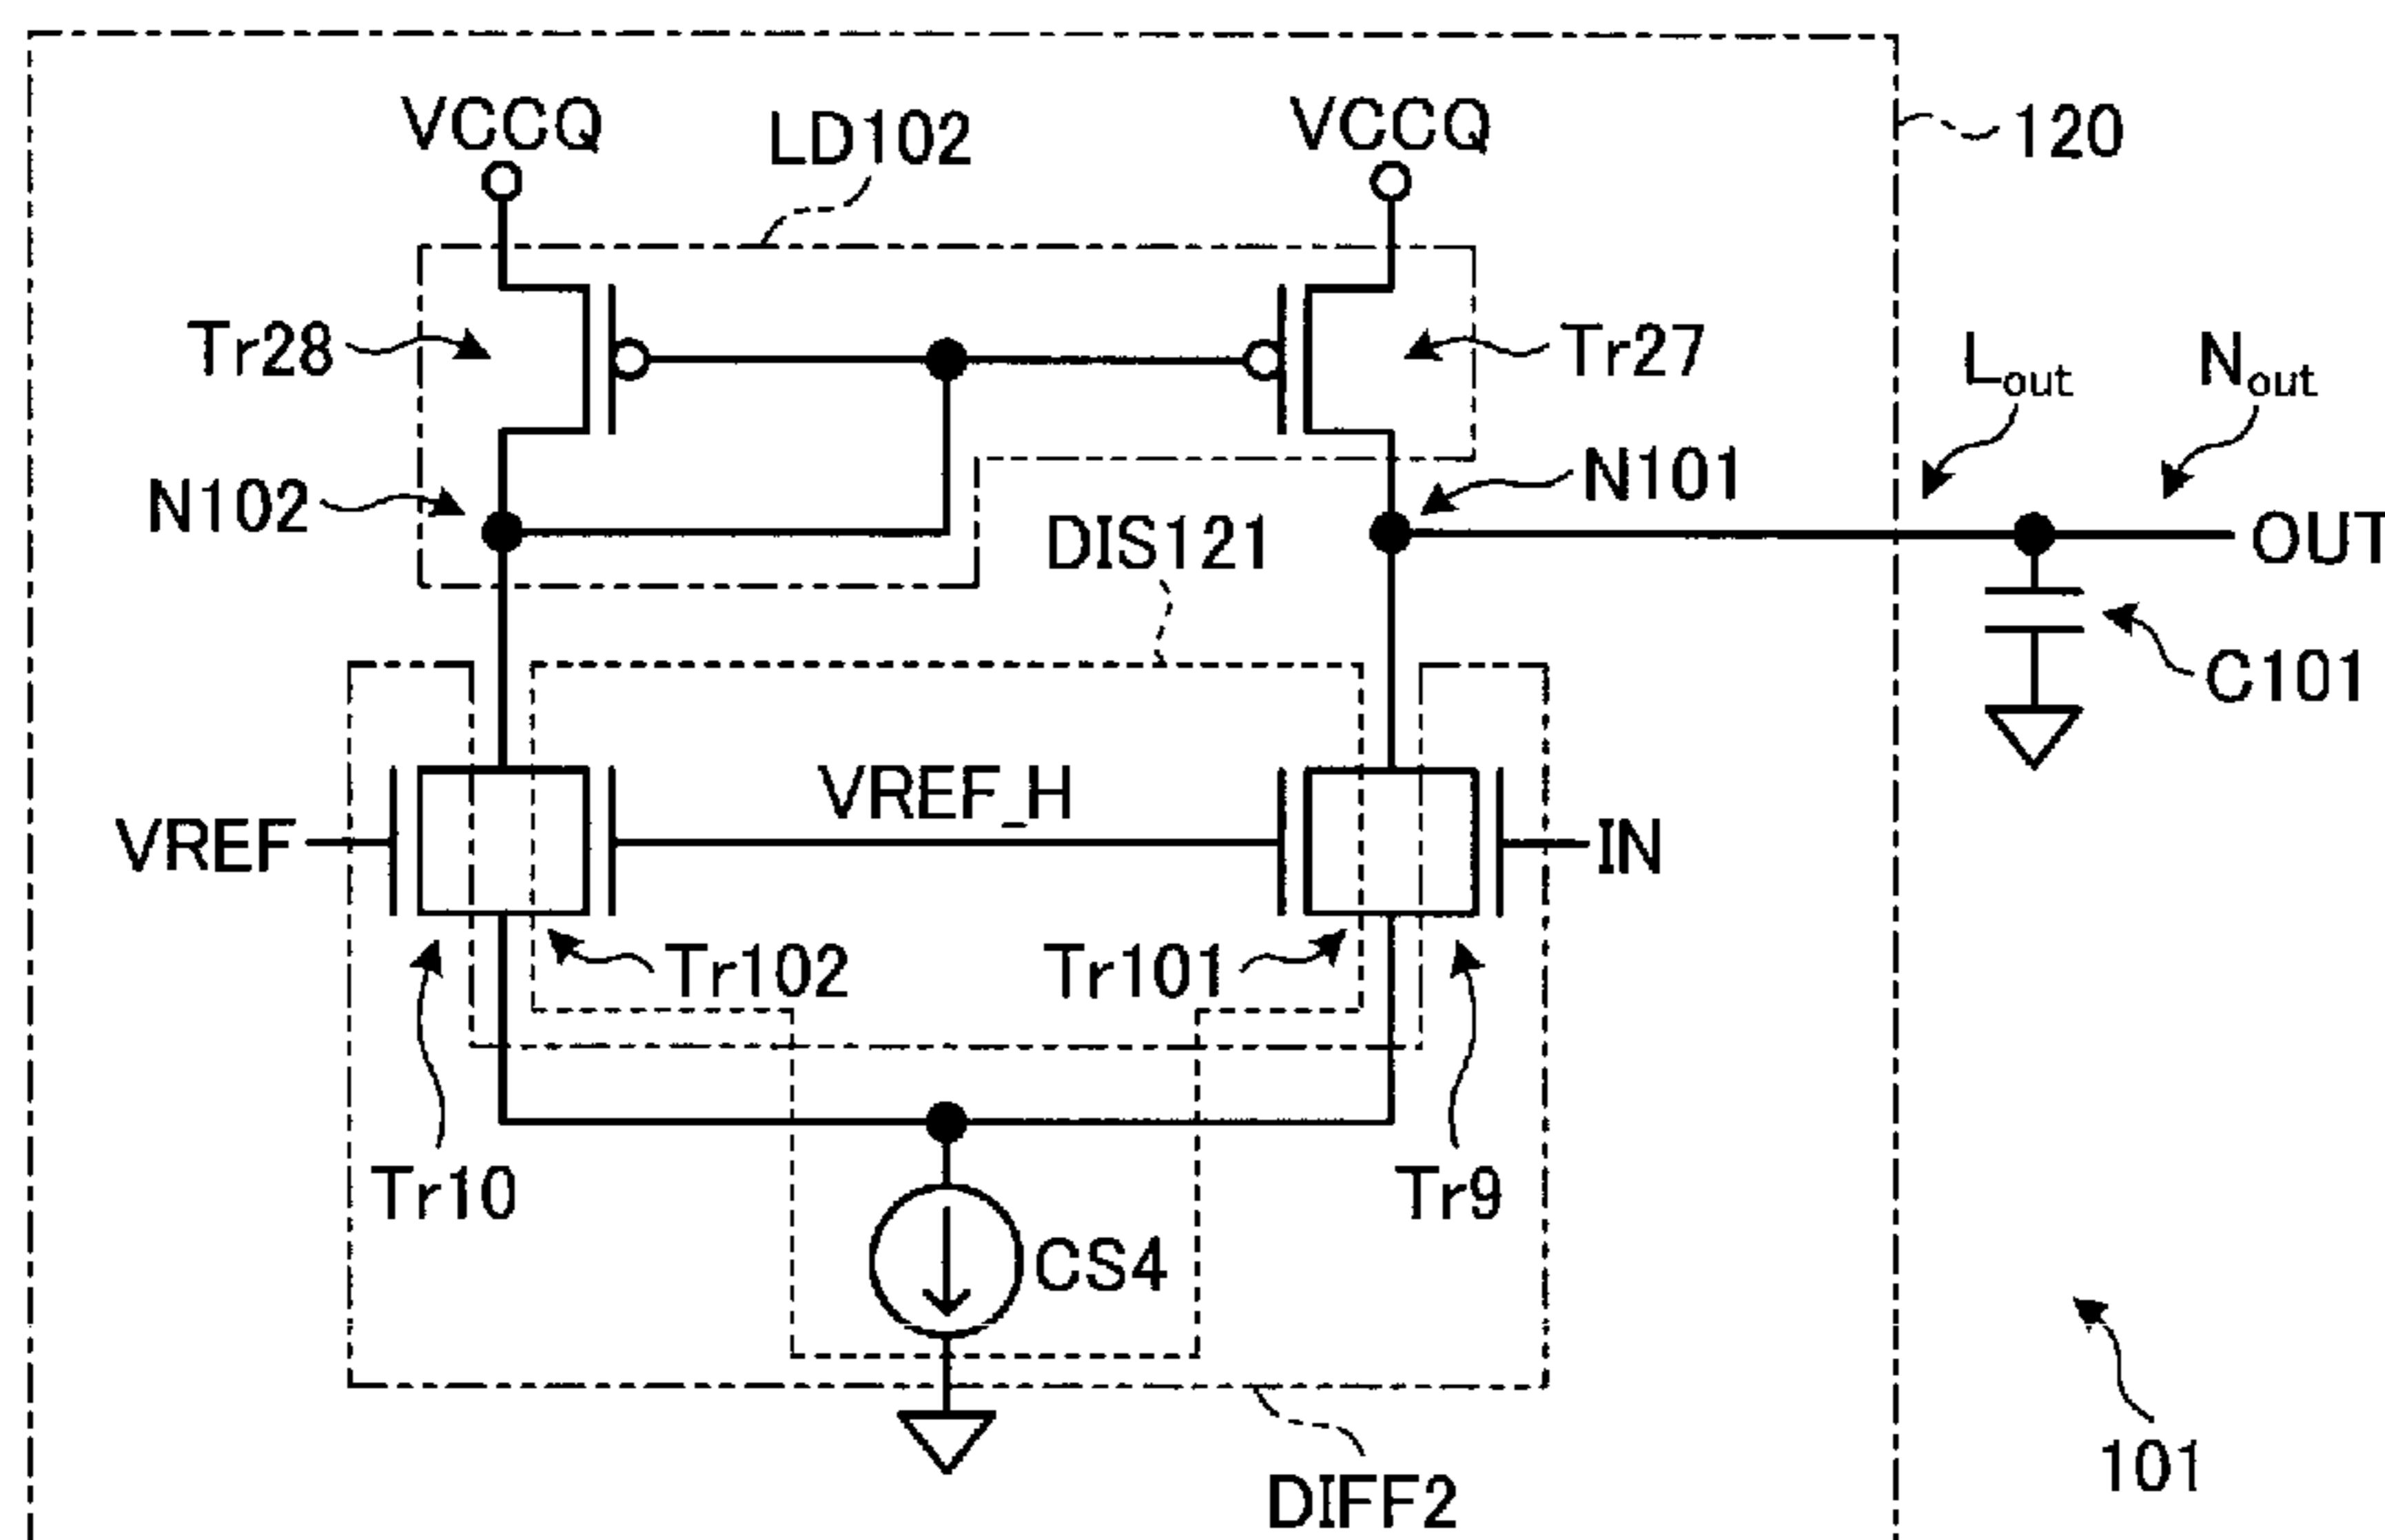 VCCQ
LD102
VCCQ
120
Tr28
Tr27
Lout
Nout
N102
N101
DIS121
OUT
C101
VREF
VREF_H
IN
Tr102
Tr101
Tr10
Tr9
CS4
DIFF2
101